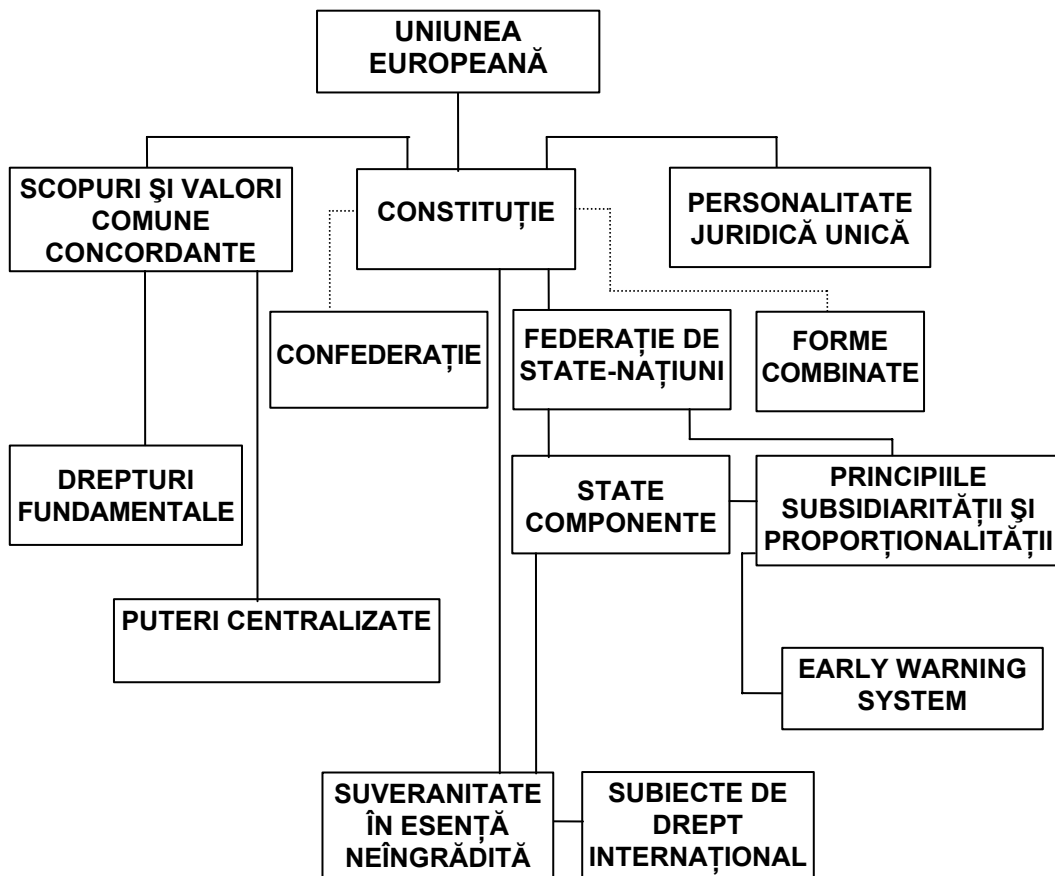 UNIUNEA
EUROPEANĂ
SCOPURI ŞI VALORI
COMUNE
CONCORDANTE
CONSTITUȚIE
PERSONALITATE
JURIDICĂ UNICĂ
CONFEDERAȚIE
FEDERAȚIE DE
STATE-NAȚIUNI
FORME
COMBINATE
DREPTURI
FUNDAMENTALE
STATE
COMPONENTE
PRINCIPIILE
SUBSIDIARITĂȚII ŞI
PROPORȚIONALITĂȚII
PUTERI CENTRALIZATE
EARLY WARNING
SYSTEM
SUVERANITATE
ÎN ESENȚĂ
NEÎNGRĂDITĂ
SUBIECTE DE
DREPT
INTERNAȚIONAL